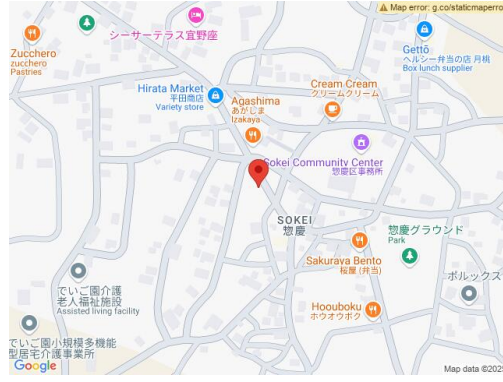 Map error: g.co/staticmaperro
シーサーテラス宜野座
Zucchero
zucchero
Pastries
Gettō
ヘルシー弁当の店 月桃
Box lunch supplier
Hirata Market
平田商店
Variety store
Cream Cream
クリームクリーム
Agashima
あがしま
Izakaya
Sokei Community Center
惣慶区事務所
SOKEI
惣慶
惣慶グラウンド
Park
Sakuraya Bento
桜屋 (弁当)
でいご園介護
老人福祉施設
Assisted living facility
ボルックス
Hoouboku
ホウオウボク
でいご園小規模多機能
型居宅介護事業所
Google
Map data ©202